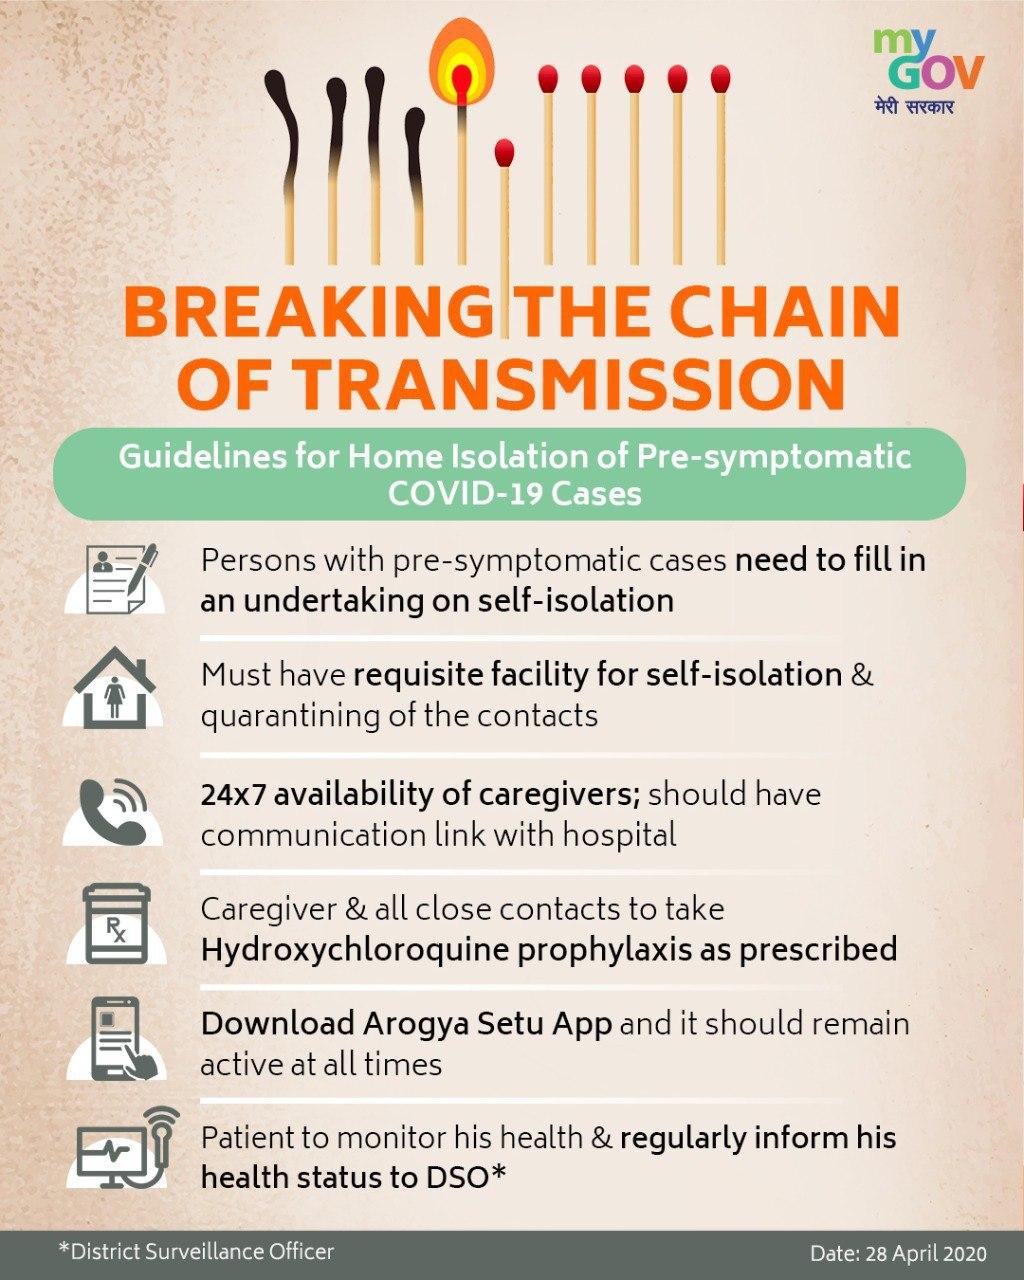 my
GOV
मेरी सरकार
BREAKING THE CHAIN
OF TRANSMISSION
Guidelines for Home Isolation of Pre-symptomatic
COVID-19 Cases
Persons with pre-symptomatic cases need to fill in
an undertaking on self-isolation
Must have requisite facility for self-isolation &
quarantining of the contacts
24x7 availability of caregivers; should have
communication link with hospital
Rx
Caregiver & all close contacts to take
Hydroxychloroquine prophylaxis as prescribed
Download Arogya Setu App and it should remain
active at all times
Patient to monitor his health & regularly inform his
health status to DSO*
*District Surveillance Officer
Date: 28 April 2020